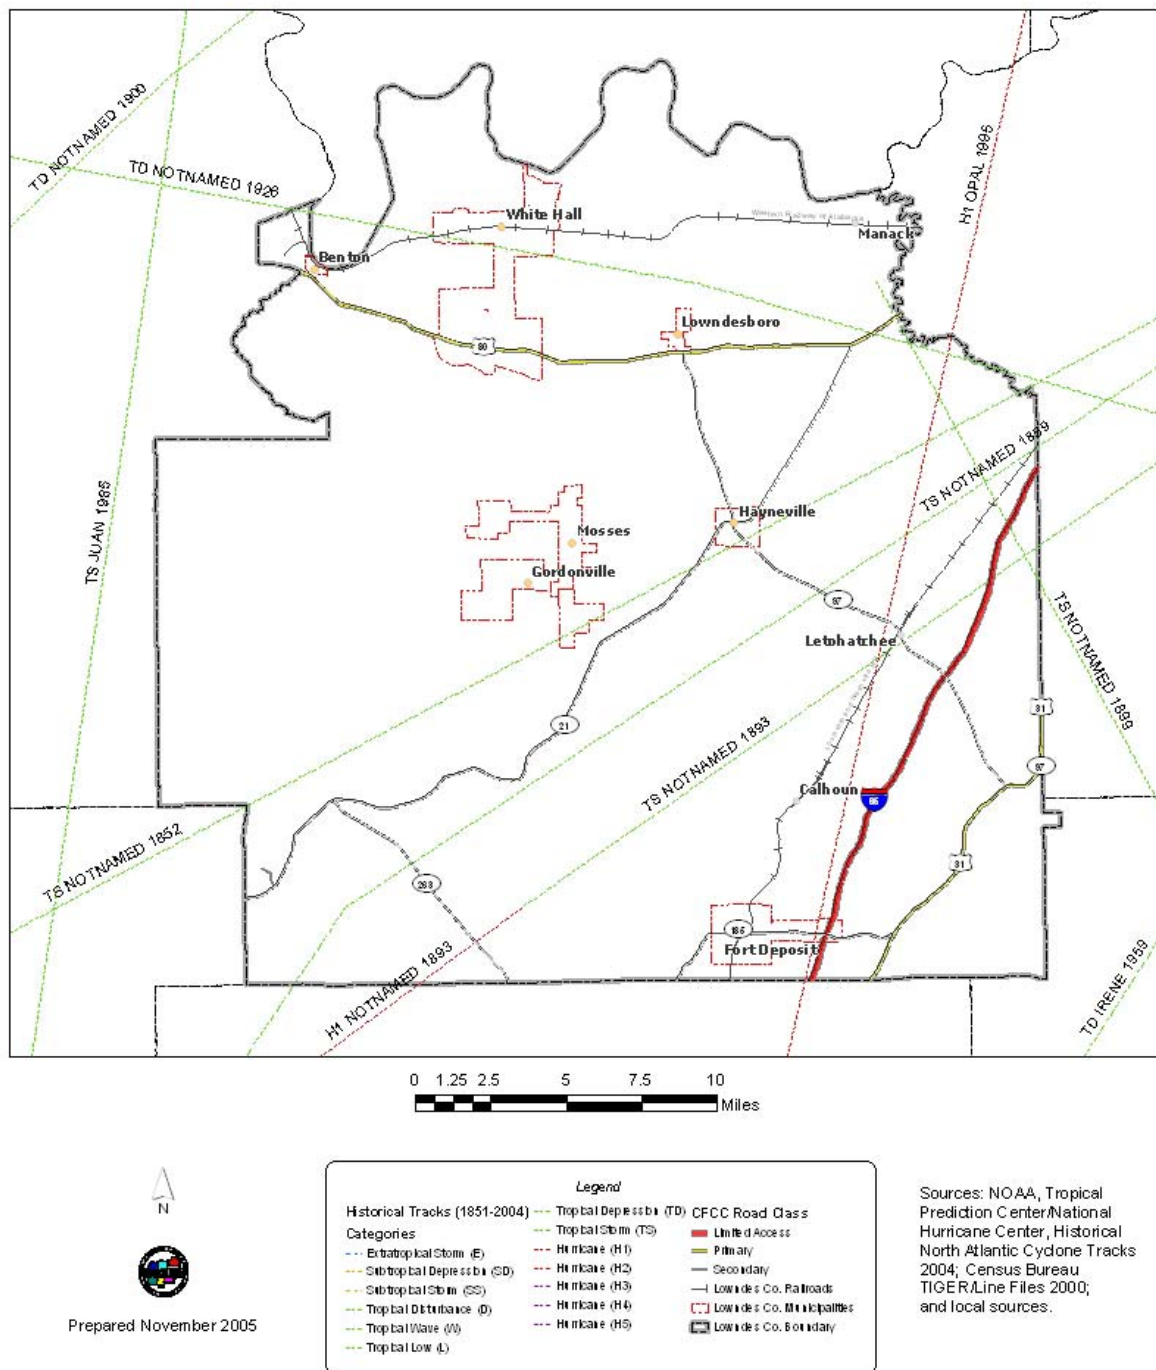 TD NOTNAMED 1900
TD NOTNAMED 1926
H1 OPAL 1995
White Hall
Western Railway of Alabama
Manack
Benton
Lowndesboro
80
TS NOTNAMED 1889
TS JUAN 1985
Hayneville
Mosses
Gordonville
97
Letohatchee
TS NOTNAMED 1899
21
31
TS NOTNAMED 1893
97
Calhoun
65
TS NOTNAMED 1852
31
263
185
Fort Deposit
H1 NOTNAMED 1893
TD IRENE 1959
0 1.25 2.5 5 7.5 10
Miles
N
Prepared November 2005
Legend
Historical Tracks (1851-2004)
Categories
Extratropical Storm (E)
Subtropical Depression (SD)
Subtropical Storm (SS)
Tropical Disturbance (D)
Tropical Wave (W)
Tropical Low (L)
Tropical Depression (TD)
Tropical Storm (TS)
Hurricane (H1)
Hurricane (H2)
Hurricane (H3)
Hurricane (H4)
Hurricane (H5)
CFCC Road Class
Limited Access
Primary
Secondary
Lowndes Co. Railroads
Lowndes Co. Municipalities
Lowndes Co. Boundary
Sources: NOAA, Tropical
Prediction Center/National
Hurricane Center, Historical
North Atlantic Cyclone Tracks
2004; Census Bureau
TIGER/Line Files 2000;
and local sources.